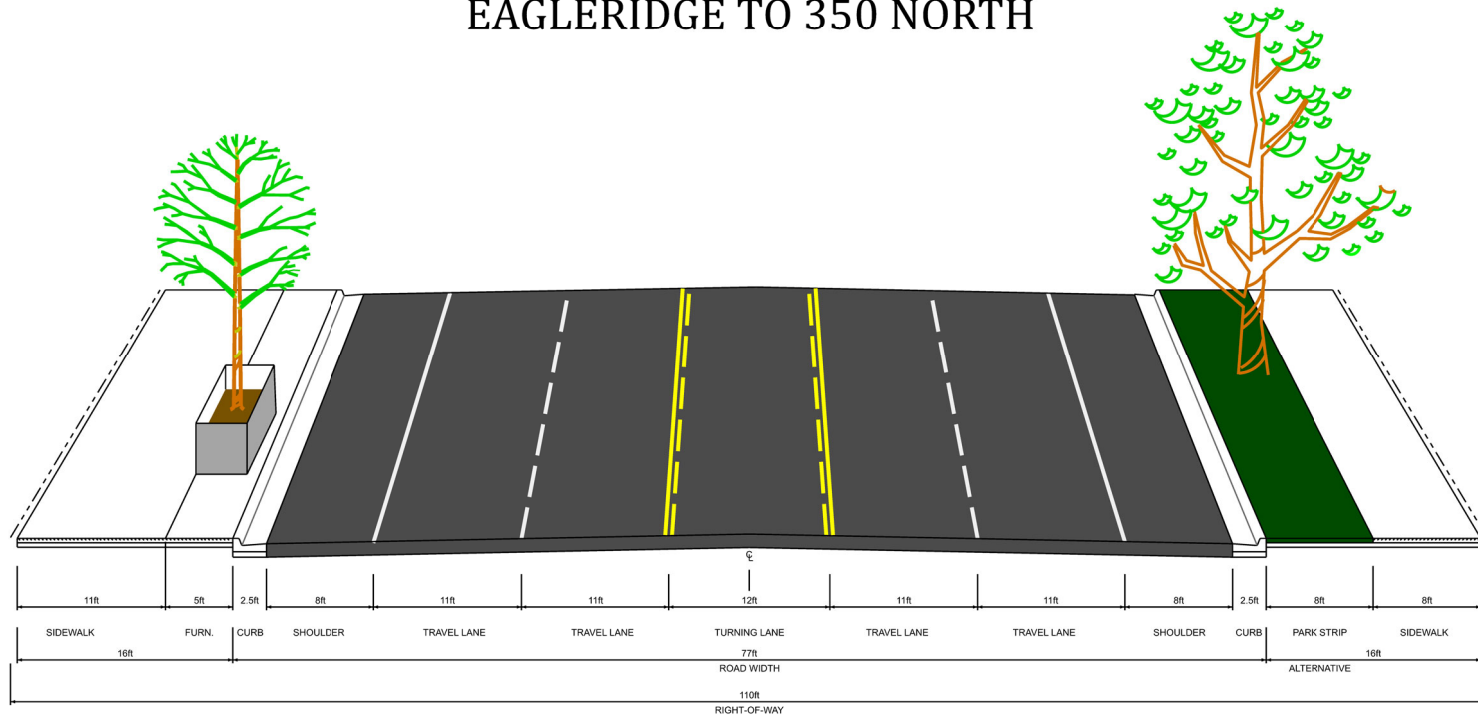 EAGLERIDGE TO 350 NORTH
℄
11ft 5ft 2.5ft 8ft 11ft 11ft 12ft 11ft 11ft 8ft 2.5ft 8ft 8ft
SIDEWALK FURN. CURB SHOULDER TRAVEL LANE TRAVEL LANE TURNING LANE TRAVEL LANE TRAVEL LANE SHOULDER CURB PARK STRIP SIDEWALK
16ft 77ft 16ft
ROAD WIDTH ALTERNATIVE
110ft
RIGHT-OF-WAY